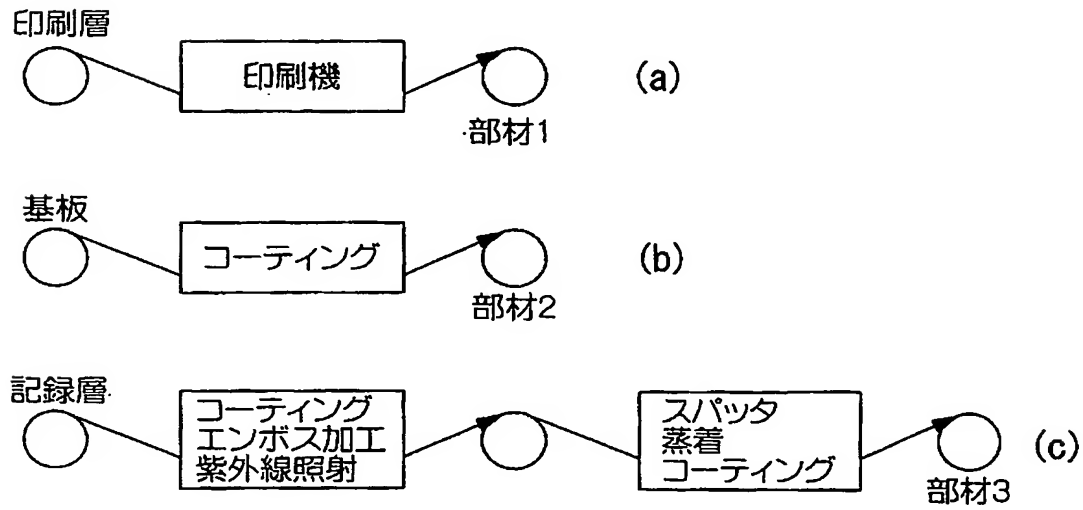 印刷層
印刷機
(a)
部材1
基板
コーティング
(b)
部材2
記録層
コーティング
エンボス加工
紫外線照射
スパッタ
蒸着
コーティング
(c)
部材3